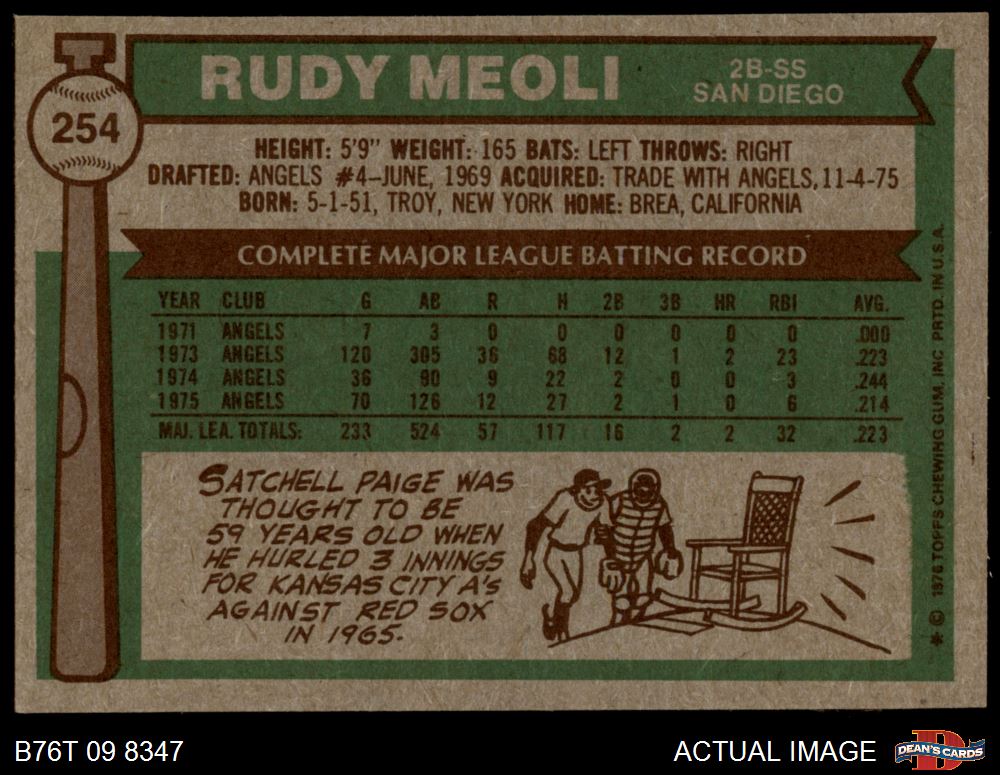 RUDY MEOLI
2B-SS
SAN DIEGO
254
HEIGHT: 5'9" WEIGHT: 165 BATS: LEFT THROWS: RIGHT
DRAFTED: ANGELS #4-JUNE, 1969 ACQUIRED: TRADE WITH ANGELS, 11-4-75
BORN: 5-1-51, TROY, NEW YORK HOME: BREA, CALIFORNIA
COMPLETE MAJOR LEAGUE BATTING RECORD
YEAR CLUB G AB R H 2B 3B HR RBI AVG.
1971 ANGELS 7 3 0 0 0 0 0 0 .000
1973 ANGELS 120 305 36 68 12 1 2 23 .223
1974 ANGELS 36 90 9 22 2 0 0 3 .244
1975 ANGELS 70 126 12 27 2 1 0 6 .214
MAJ. LEA. TOTALS: 233 524 57 117 16 2 2 32 .223
SATCHELL PAIGE WAS
THOUGHT TO BE
59 YEARS OLD WHEN
HE HURLED 3 INNINGS
FOR KANSAS CITY A's
AGAINST RED SOX
IN 1965.
* © 1976 TOPPS CHEWING GUM, INC. PRTD. IN U.S.A.
B76T 09 8347
ACTUAL IMAGE
D
DEAN'S CARDS